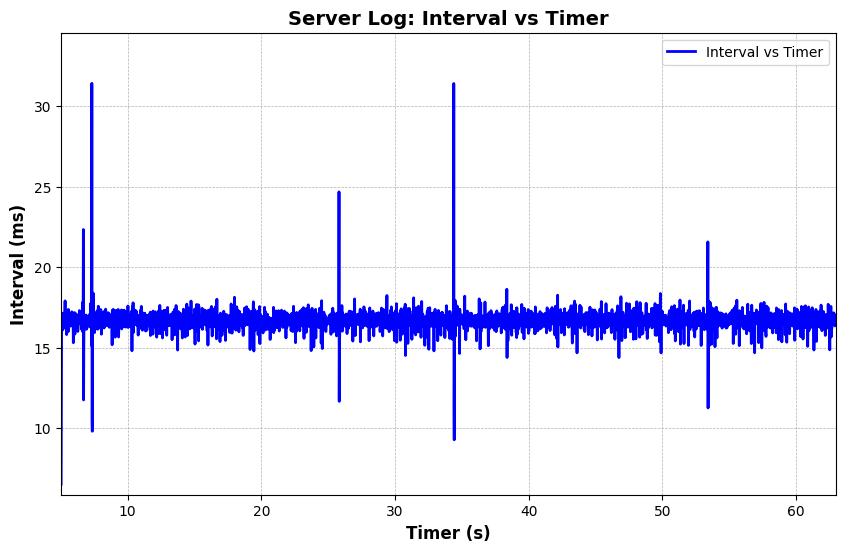 Server Log: Interval vs Timer
Interval vs Timer
Interval (ms)
30
25
20
15
10
10 20 30 40 50 60
Timer (s)